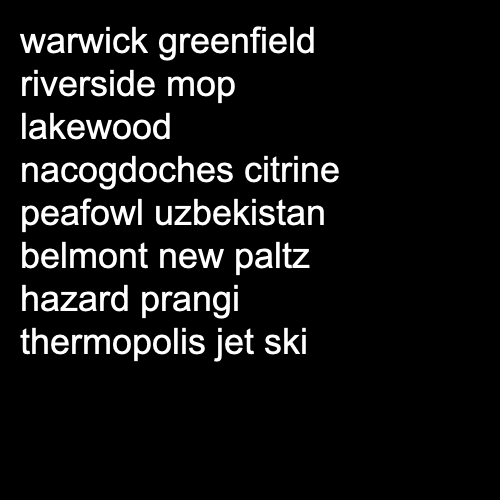 warwick greenfield
riverside mop
lakewood
nacogdoches citrine
peafowl uzbekistan
belmont new paltz
hazard prangi
thermopolis jet ski